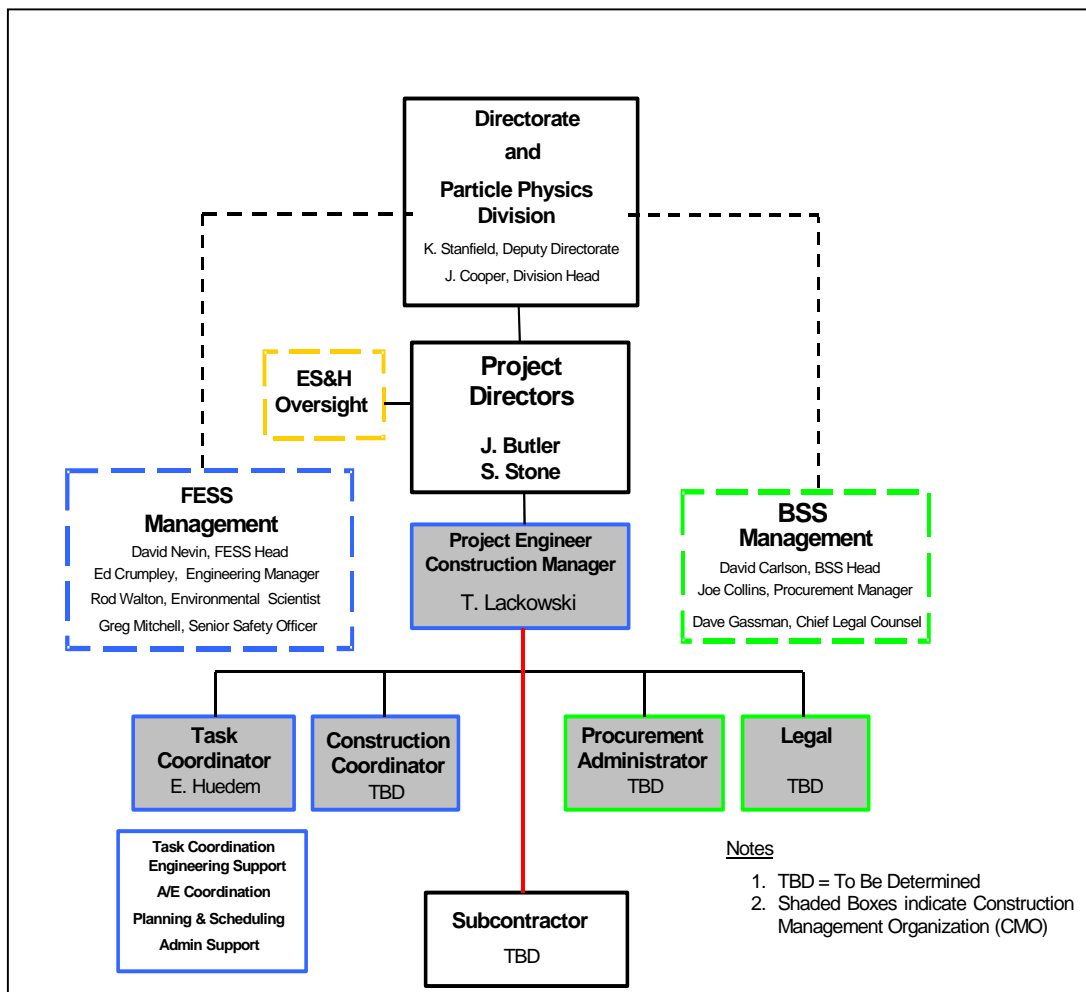 Directorate
and
Particle Physics
Division
K. Stanfield, Deputy Directorate
J. Cooper, Division Head
ES&H
Oversight
Project
Directors
J. Butler
S. Stone
FESS
Management
David Nevin, FESS Head
Ed Crumpley, Engineering Manager
Rod Walton, Environmental Scientist
Greg Mitchell, Senior Safety Officer
Project Engineer
Construction Manager
T. Lackowski
BSS
Management
David Carlson, BSS Head
Joe Collins, Procurement Manager
Dave Gassman, Chief Legal Counsel
Task
Coordinator
E. Huedem
Construction
Coordinator
TBD
Procurement
Administrator
TBD
Legal
TBD
Task Coordination
Engineering Support
A/E Coordination
Planning & Scheduling
Admin Support
Subcontractor
TBD
Notes
1. TBD = To Be Determined
2. Shaded Boxes indicate Construction
Management Organization (CMO)